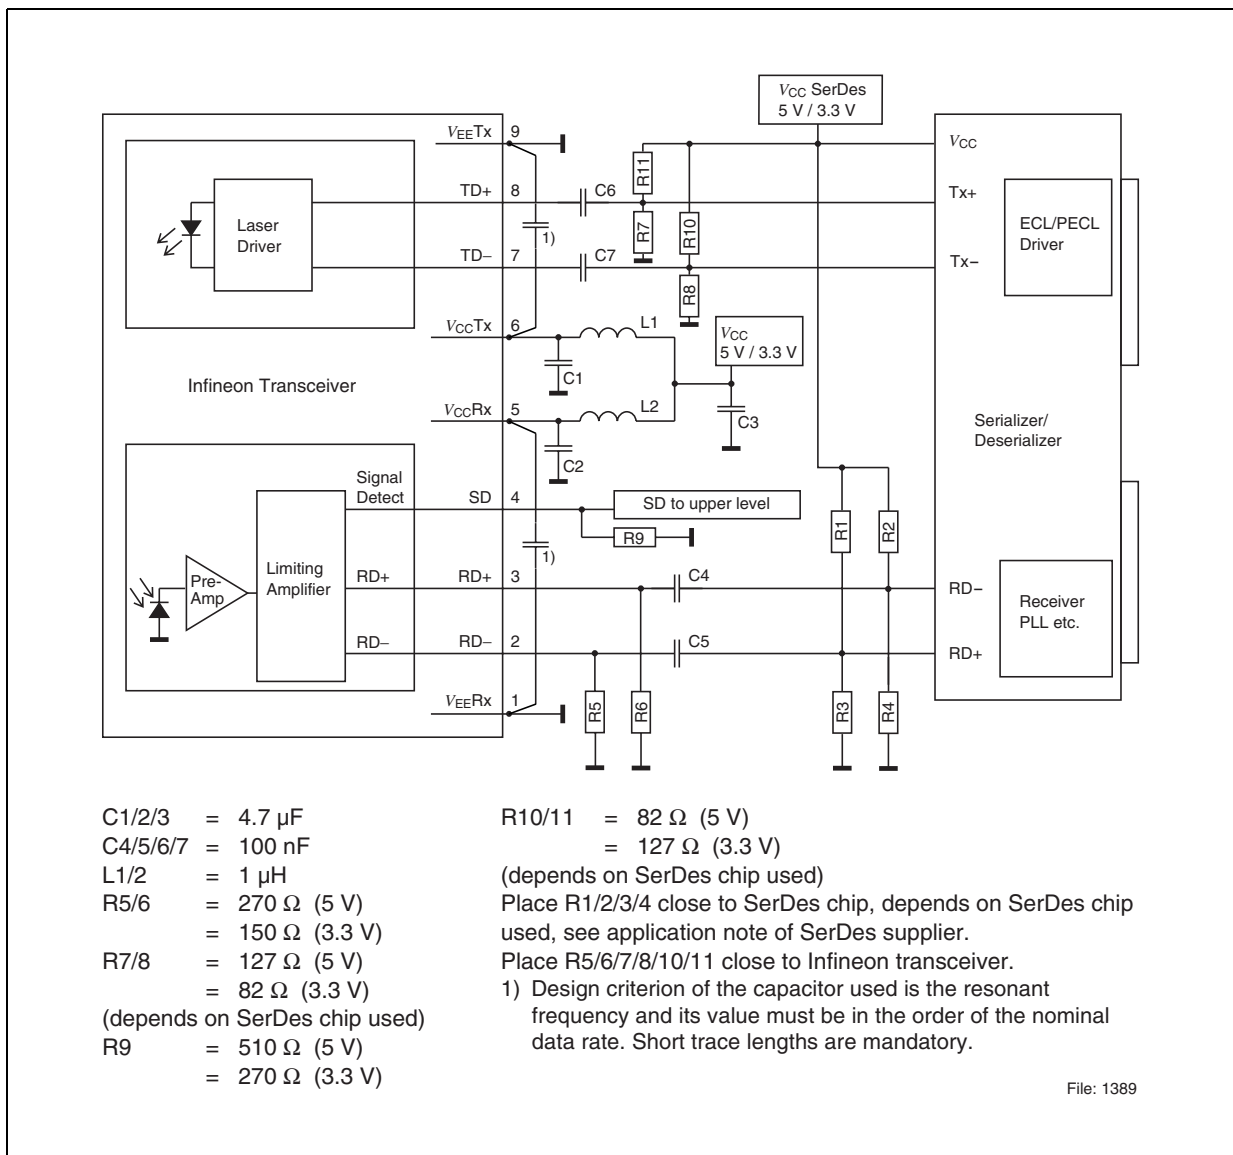 VCC SerDes
5 V / 3.3 V
VEETx 9
VCC
R11
TD+ 8
C6
Tx+
Laser
Driver
R7
R10
ECL/PECL
Driver
1)
TD− 7
C7
Tx−
R8
VCCTx 6
L1
VCC
5 V / 3.3 V
C1
Infineon Transceiver
VCCRx 5
L2
C3
Serializer/
Deserializer
C2
Signal
Detect
SD 4
SD to upper level
R9
R1
R2
1)
Pre-
Amp
Limiting
Amplifier
RD+
RD+ 3
C4
RD−
Receiver
PLL etc.
RD−
RD− 2
C5
RD+
VEERx 1
R5
R6
R3
R4
C1/2/3 = 4.7 µF
C4/5/6/7 = 100 nF
L1/2 = 1 µH
R5/6 = 270 Ω (5 V)
= 150 Ω (3.3 V)
R7/8 = 127 Ω (5 V)
= 82 Ω (3.3 V)
(depends on SerDes chip used)
R9 = 510 Ω (5 V)
= 270 Ω (3.3 V)
R10/11 = 82 Ω (5 V)
= 127 Ω (3.3 V)
(depends on SerDes chip used)
Place R1/2/3/4 close to SerDes chip, depends on SerDes chip
used, see application note of SerDes supplier.
Place R5/6/7/8/10/11 close to Infineon transceiver.
1) Design criterion of the capacitor used is the resonant
frequency and its value must be in the order of the nominal
data rate. Short trace lengths are mandatory.
File: 1389